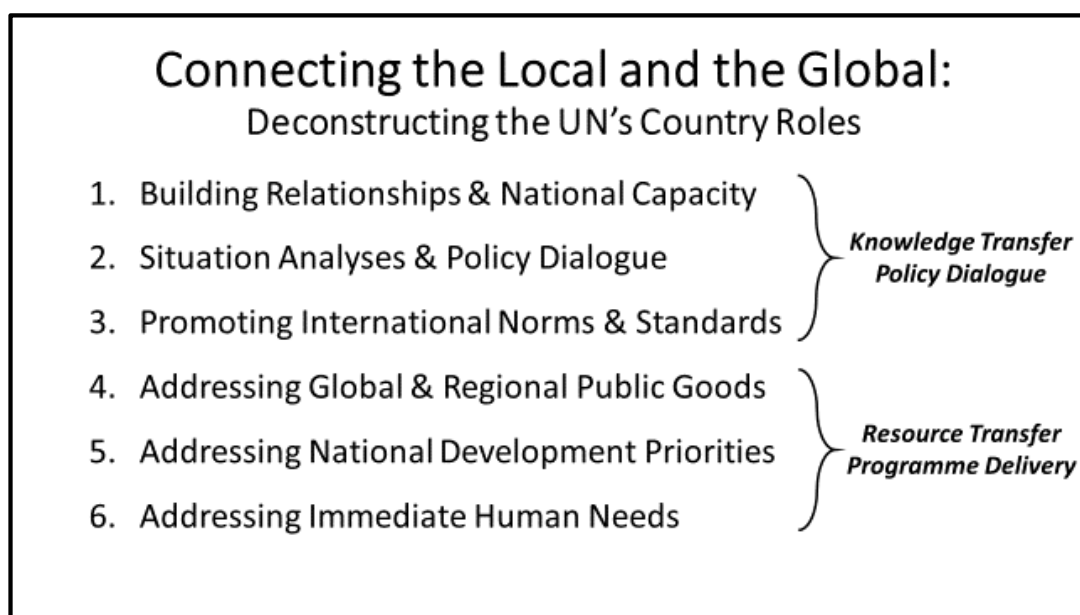 Connecting the Local and the Global:
Deconstructing the UN's Country Roles
1. Building Relationships & National Capacity
2. Situation Analyses & Policy Dialogue
3. Promoting International Norms & Standards
Knowledge Transfer
Policy Dialogue
4. Addressing Global & Regional Public Goods
5. Addressing National Development Priorities
6. Addressing Immediate Human Needs
Resource Transfer
Programme Delivery